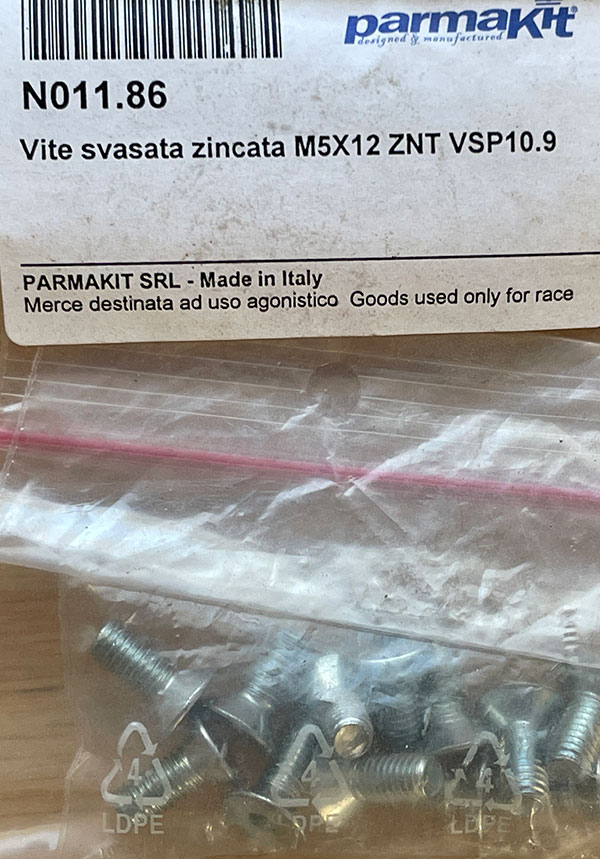 parmakit
designed & manufactured
N011.86
Vite svasata zincata M5X12 ZNT VSP10.9
PARMAKIT SRL - Made in Italy
Merce destinata ad uso agonistico Goods used only for race
4 4 4
LDPE LDPE LDPE